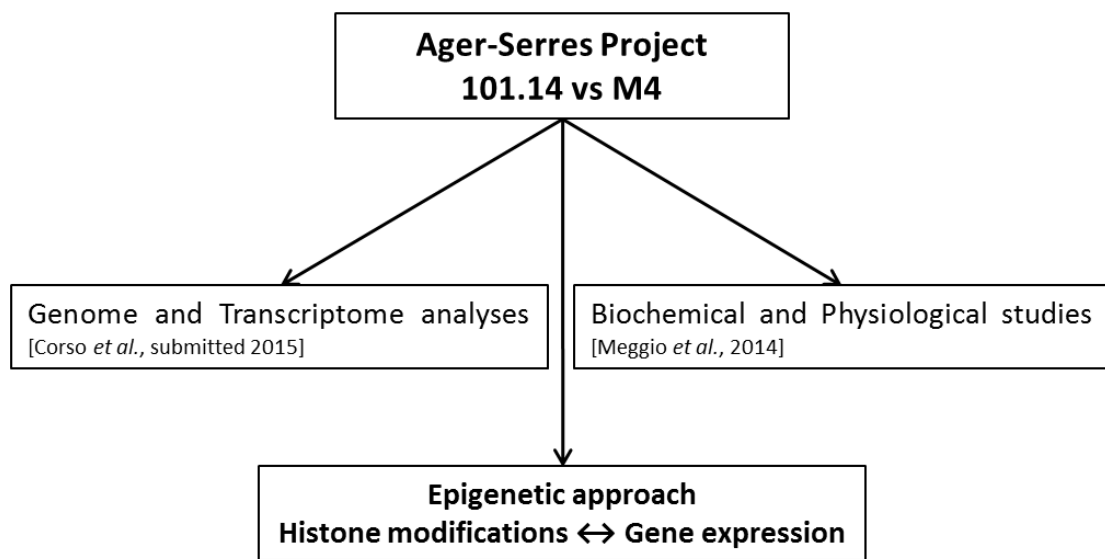 Ager-Serres Project
101.14 vs M4
Genome and Transcriptome analyses
[Corso et al., submitted 2015]
Biochemical and Physiological studies
[Meggio et al., 2014]
Epigenetic approach
Histone modifications ↔ Gene expression